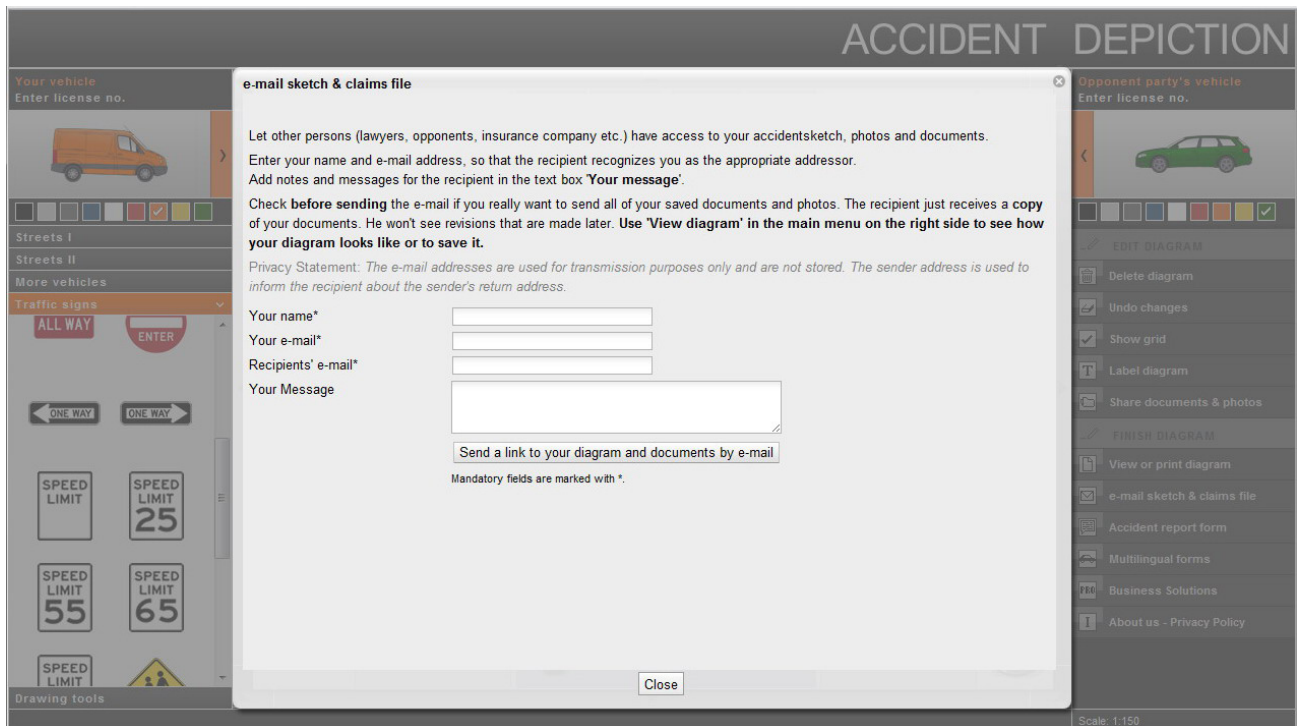 ACCIDENT DEPICTION
Your vehicle
Enter license no.
Streets I
Streets II
More vehicles
Traffic signs
ALL WAY
ENTER
ONE WAY
ONE WAY
SPEED
LIMIT
SPEED
LIMIT
25
SPEED
LIMIT
55
SPEED
LIMIT
65
SPEED
LIMIT
Drawing tools
e-mail sketch & claims file
Let other persons (lawyers, opponents, insurance company etc.) have access to your accidentsketch, photos and documents.
Enter your name and e-mail address, so that the recipient recognizes you as the appropriate addressor.
Add notes and messages for the recipient in the text box 'Your message'.
Check before sending the e-mail if you really want to send all of your saved documents and photos. The recipient just receives a copy
of your documents. He won't see revisions that are made later. Use 'View diagram' in the main menu on the right side to see how
your diagram looks like or to save it.
Privacy Statement: The e-mail addresses are used for transmission purposes only and are not stored. The sender address is used to
inform the recipient about the sender's return address.
Your name*
Your e-mail*
Recipients' e-mail*
Your Message
Send a link to your diagram and documents by e-mail
Mandatory fields are marked with *.
Close
Opponent party's vehicle
Enter license no.
EDIT DIAGRAM
Delete diagram
Undo changes
Show grid
T Label diagram
Share documents & photos
FINISH DIAGRAM
View or print diagram
e-mail sketch & claims file
Accident report form
Multilingual forms
PRO Business Solutions
I About us - Privacy Policy
Scale: 1:150